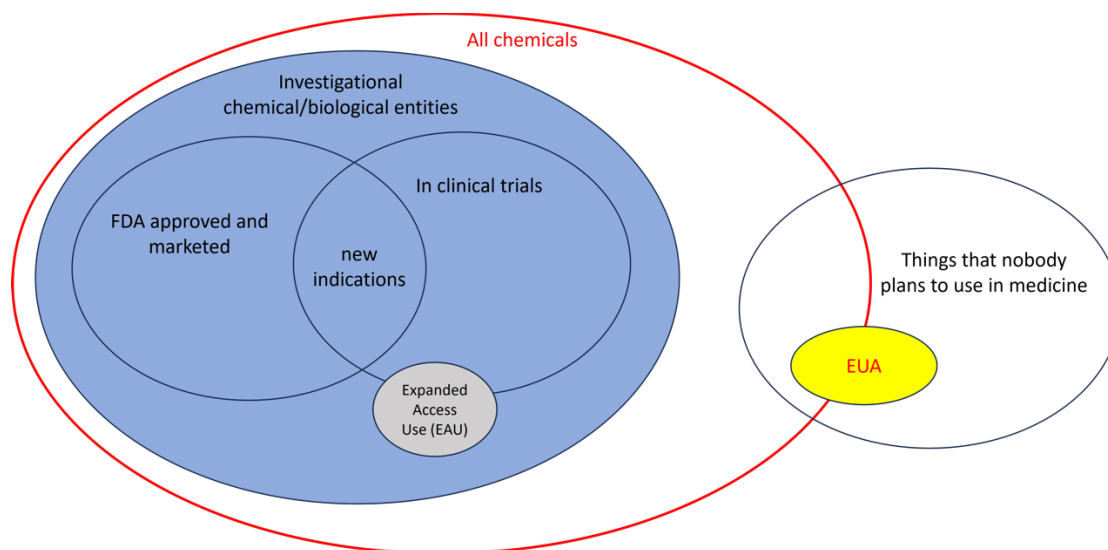 All chemicals
Investigational
chemical/biological entities
In clinical trials
FDA approved and
marketed
new
indications
Things that nobody
plans to use in medicine
EUA
Expanded
Access
Use (EAU)